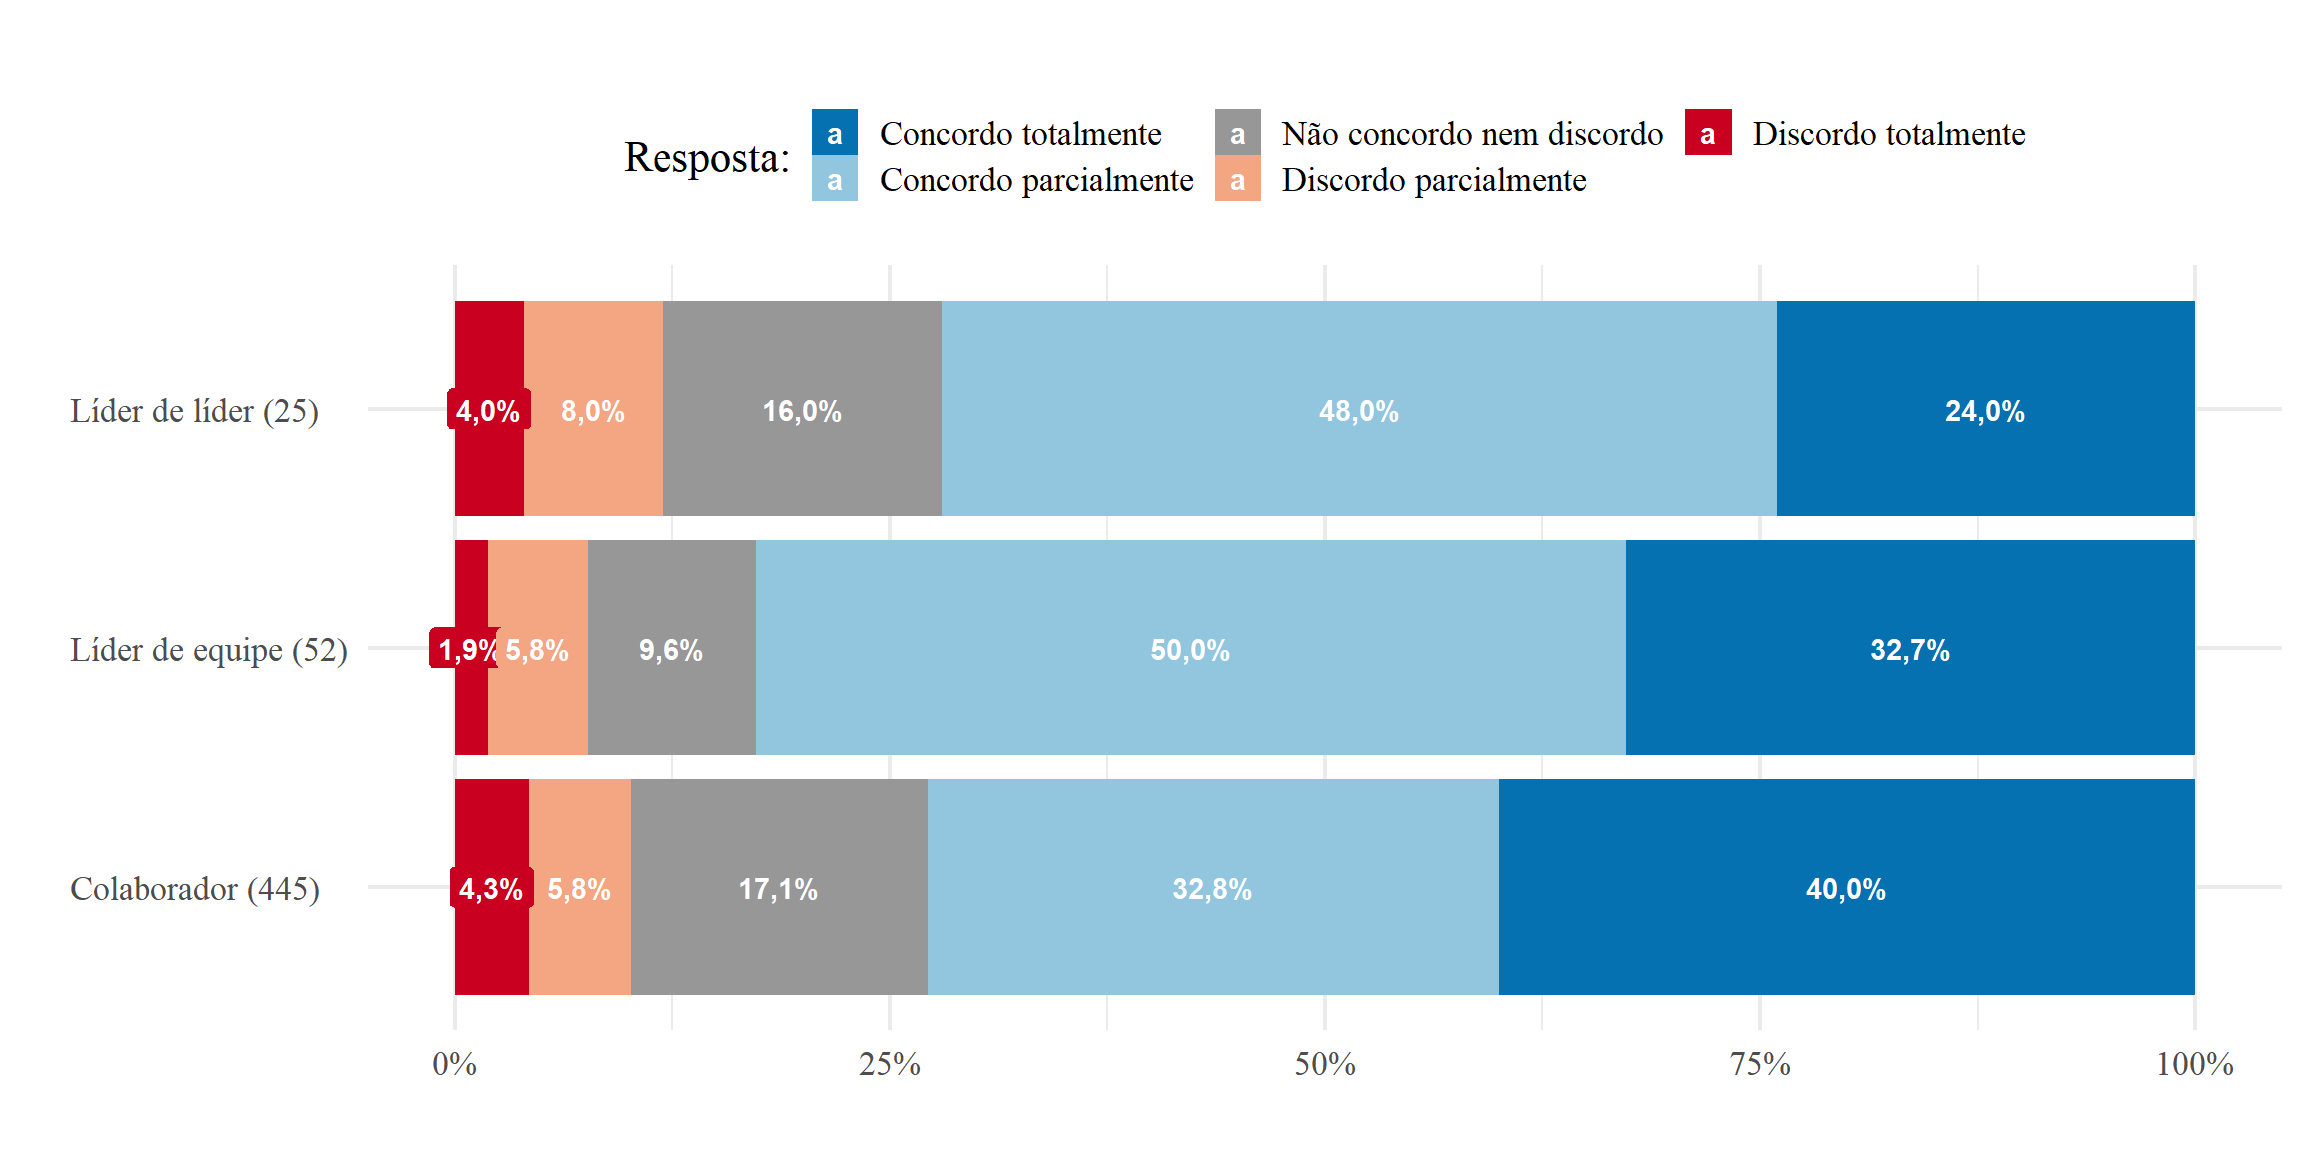 Resposta:
a Concordo totalmente a Não concordo nem discordo a Discordo totalmente
a Concordo parcialmente a Discordo parcialmente
Líder de líder (25) 4,0% 8,0% 16,0% 48,0% 24,0%
Líder de equipe (52) 1,9% 5,8% 9,6% 50,0% 32,7%
Colaborador (445) 4,3% 5,8% 17,1% 32,8% 40,0%
0% 25% 50% 75% 100%